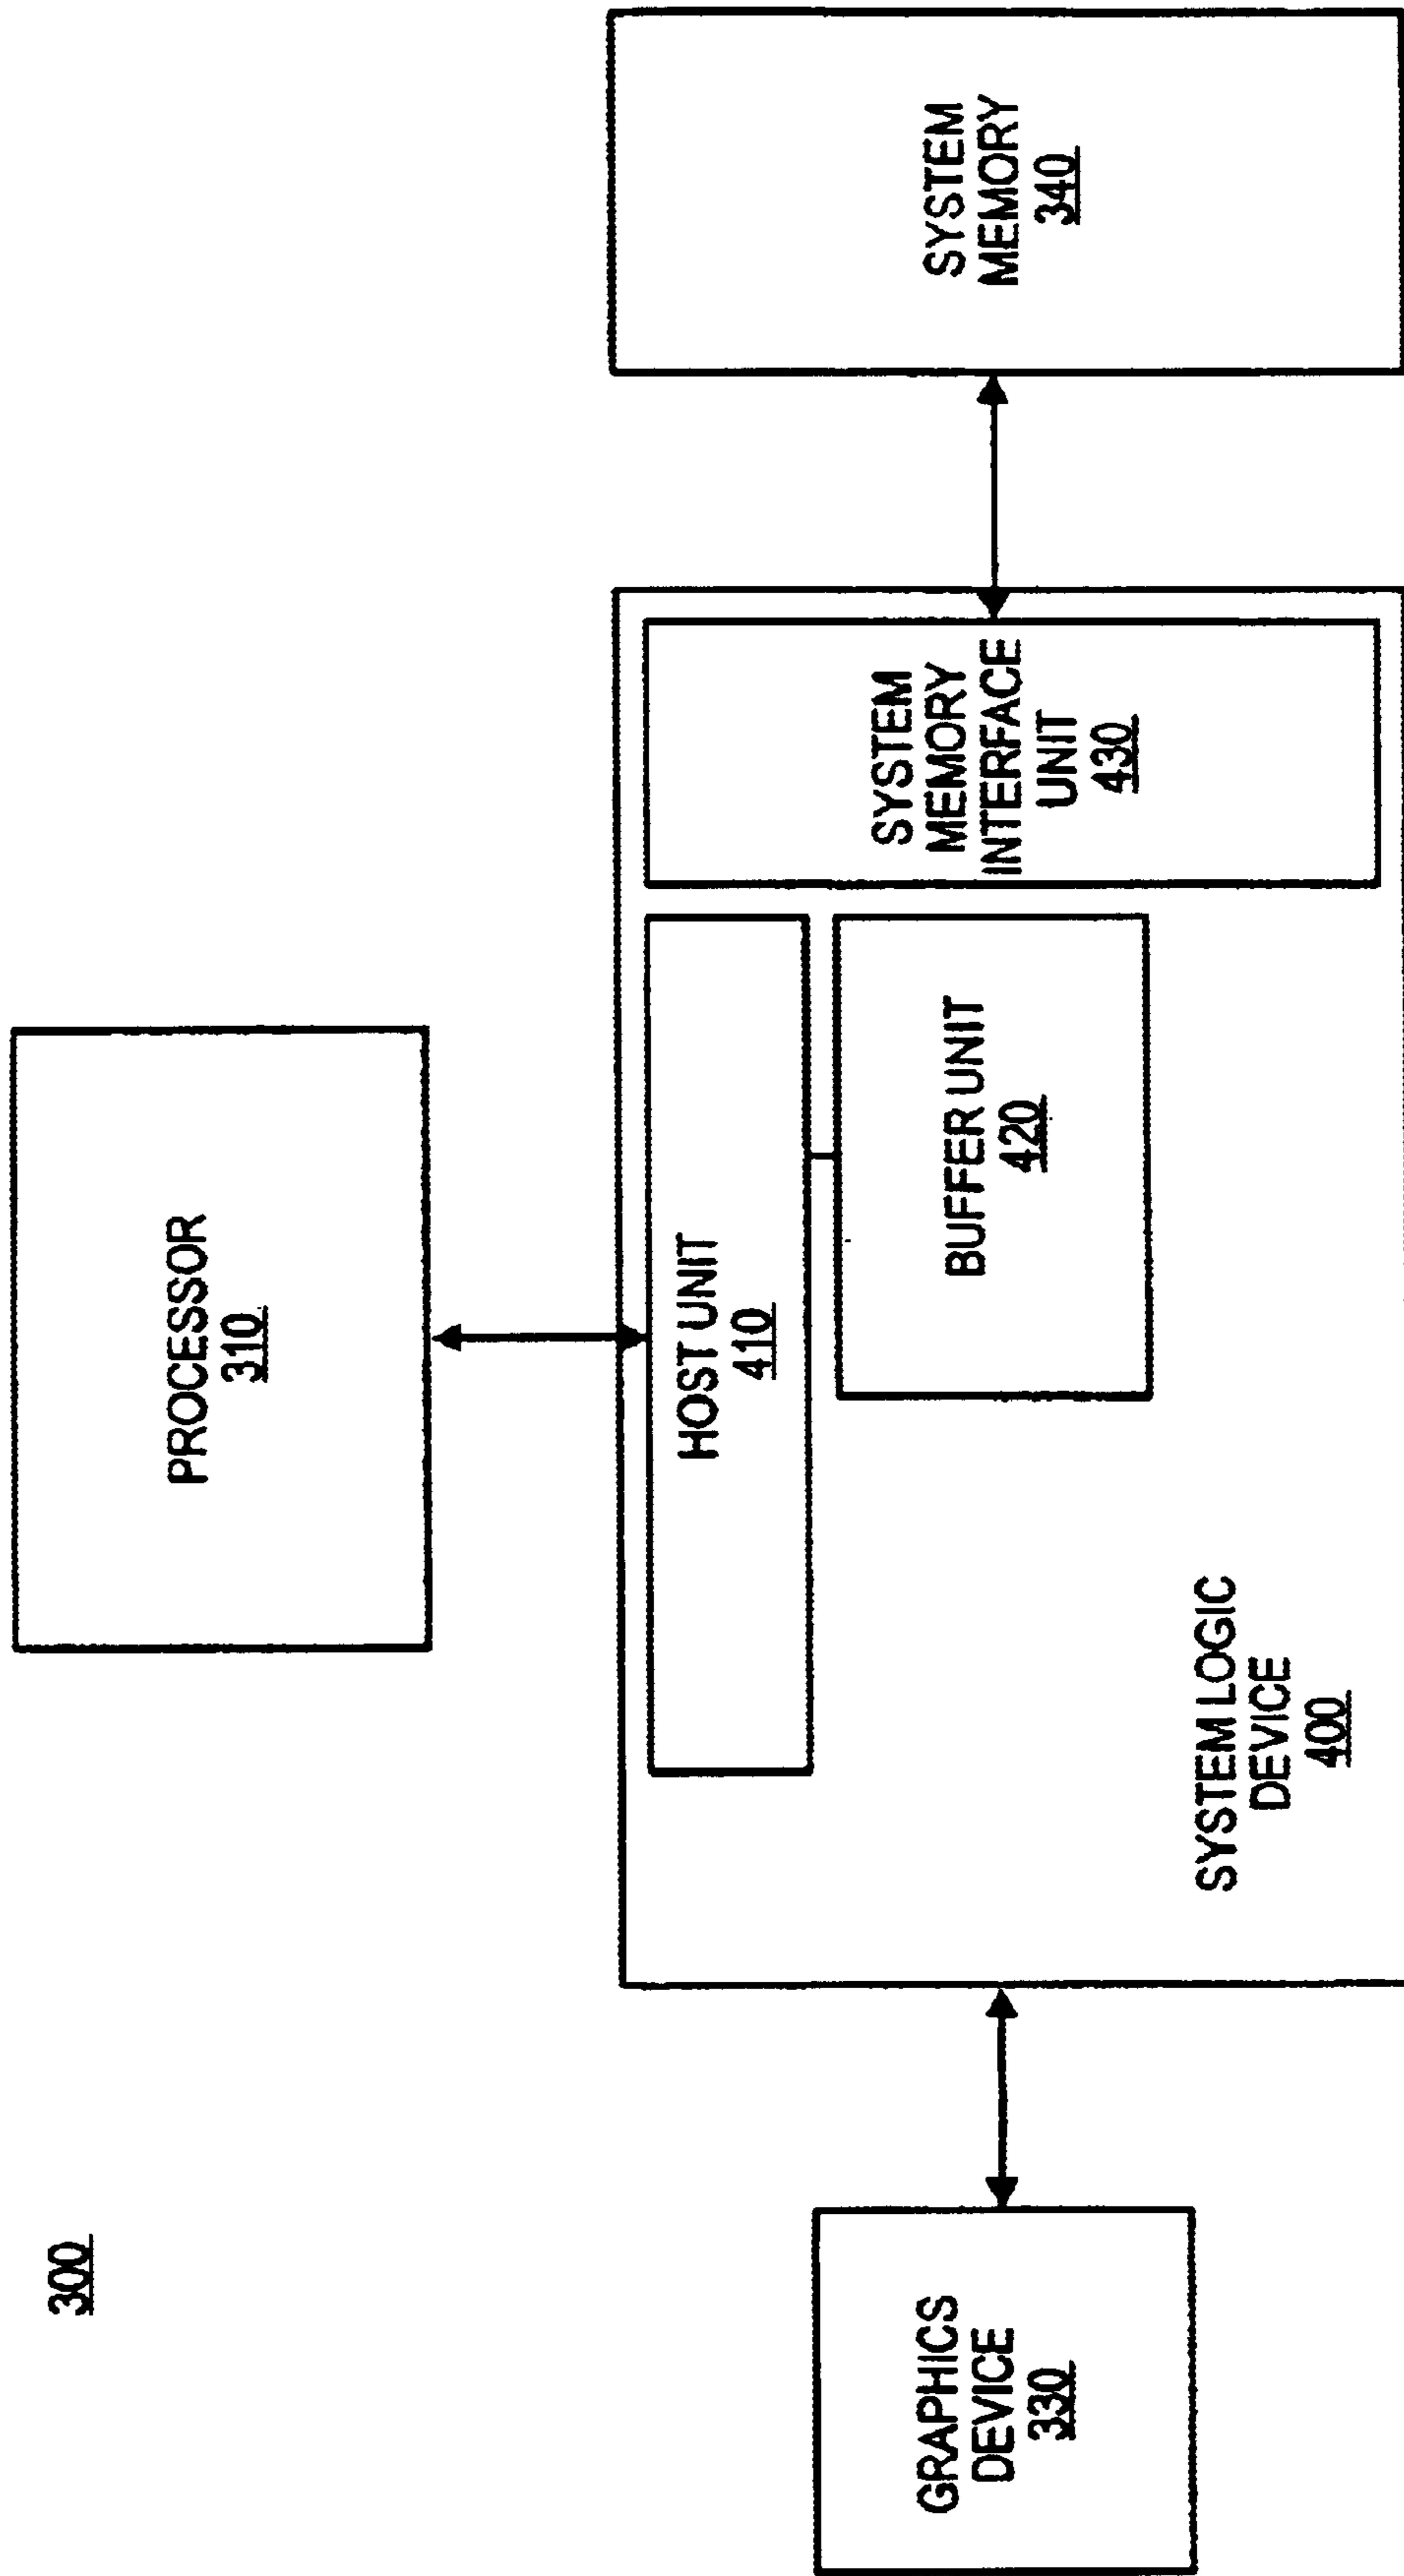 300
PROCESSOR
310
HOST UNIT
410
BUFFER UNIT
420
SYSTEM
MEMORY
INTERFACE
UNIT
430
SYSTEM LOGIC
DEVICE
400
GRAPHICS
DEVICE
330
SYSTEM
MEMORY
340